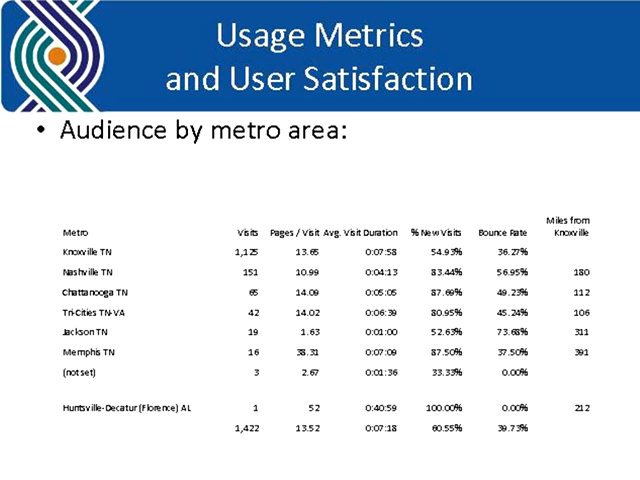 Usage Metrics
and User Satisfaction
• Audience by metro area:
Miles from
Metro Visits Pages / Visit Avg. Visit Duration % New Visits Bounce Rate Knoxville
Knoxville TN 1,125 13.65 0:07:58 54.93% 36.27%
Nashville TN 151 10.99 0:04:13 83.44% 56.95% 180
Chattanooga TN 65 14.09 0:05:05 87.69% 49.23% 112
Tri-Cities TN-VA 42 14.02 0:06:39 80.95% 45.24% 106
Jackson TN 19 1.63 0:01:00 52.63% 73.68% 311
Memphis TN 16 38.31 0:07:09 87.50% 37.50% 391
(not set) 3 2.67 0:01:36 33.33% 0.00%
Huntsville-Decatur (Florence) AL 1 52 0:40:59 100.00% 0.00% 212
1,422 13.52 0:07:18 60.55% 39.73%